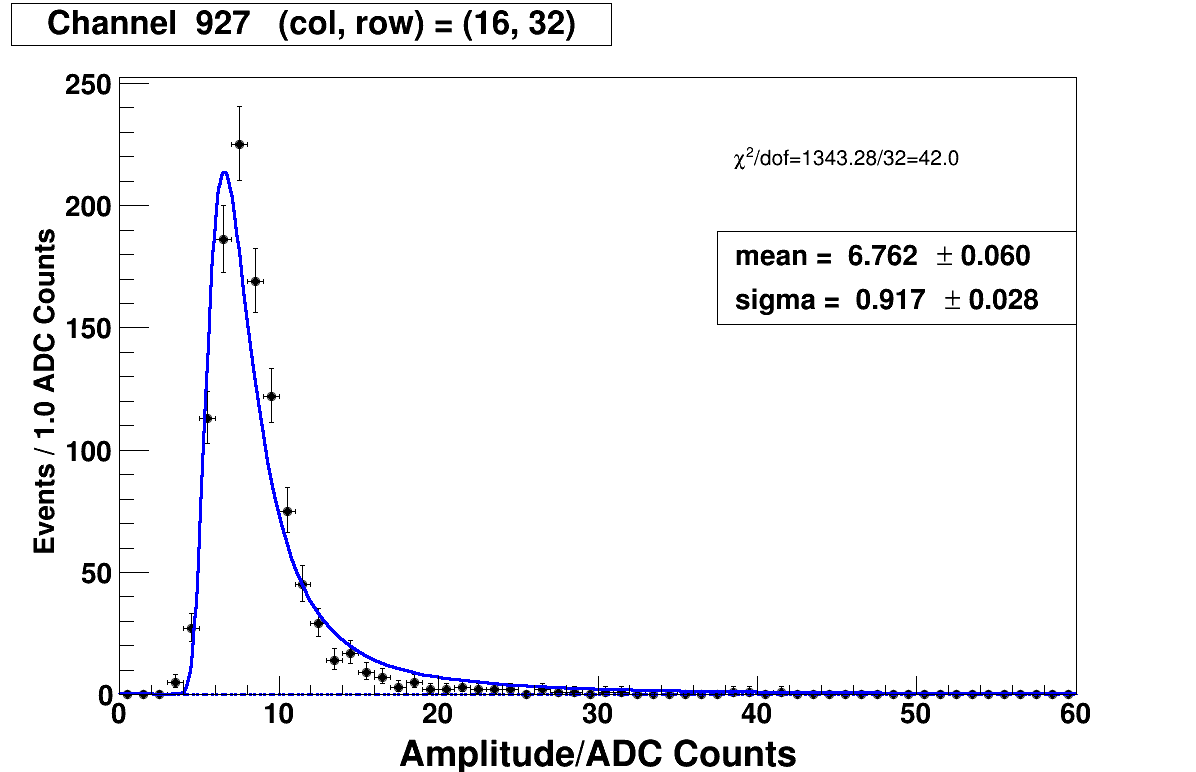 Channel 927 (col, row) = (16, 32)
250
200
150
100
50
0
Events / 1.0 ADC Counts
χ²/dof=1343.28/32=42.0
mean = 6.762 ± 0.060
sigma = 0.917 ± 0.028
0 10 20 30 40 50 60
Amplitude/ADC Counts